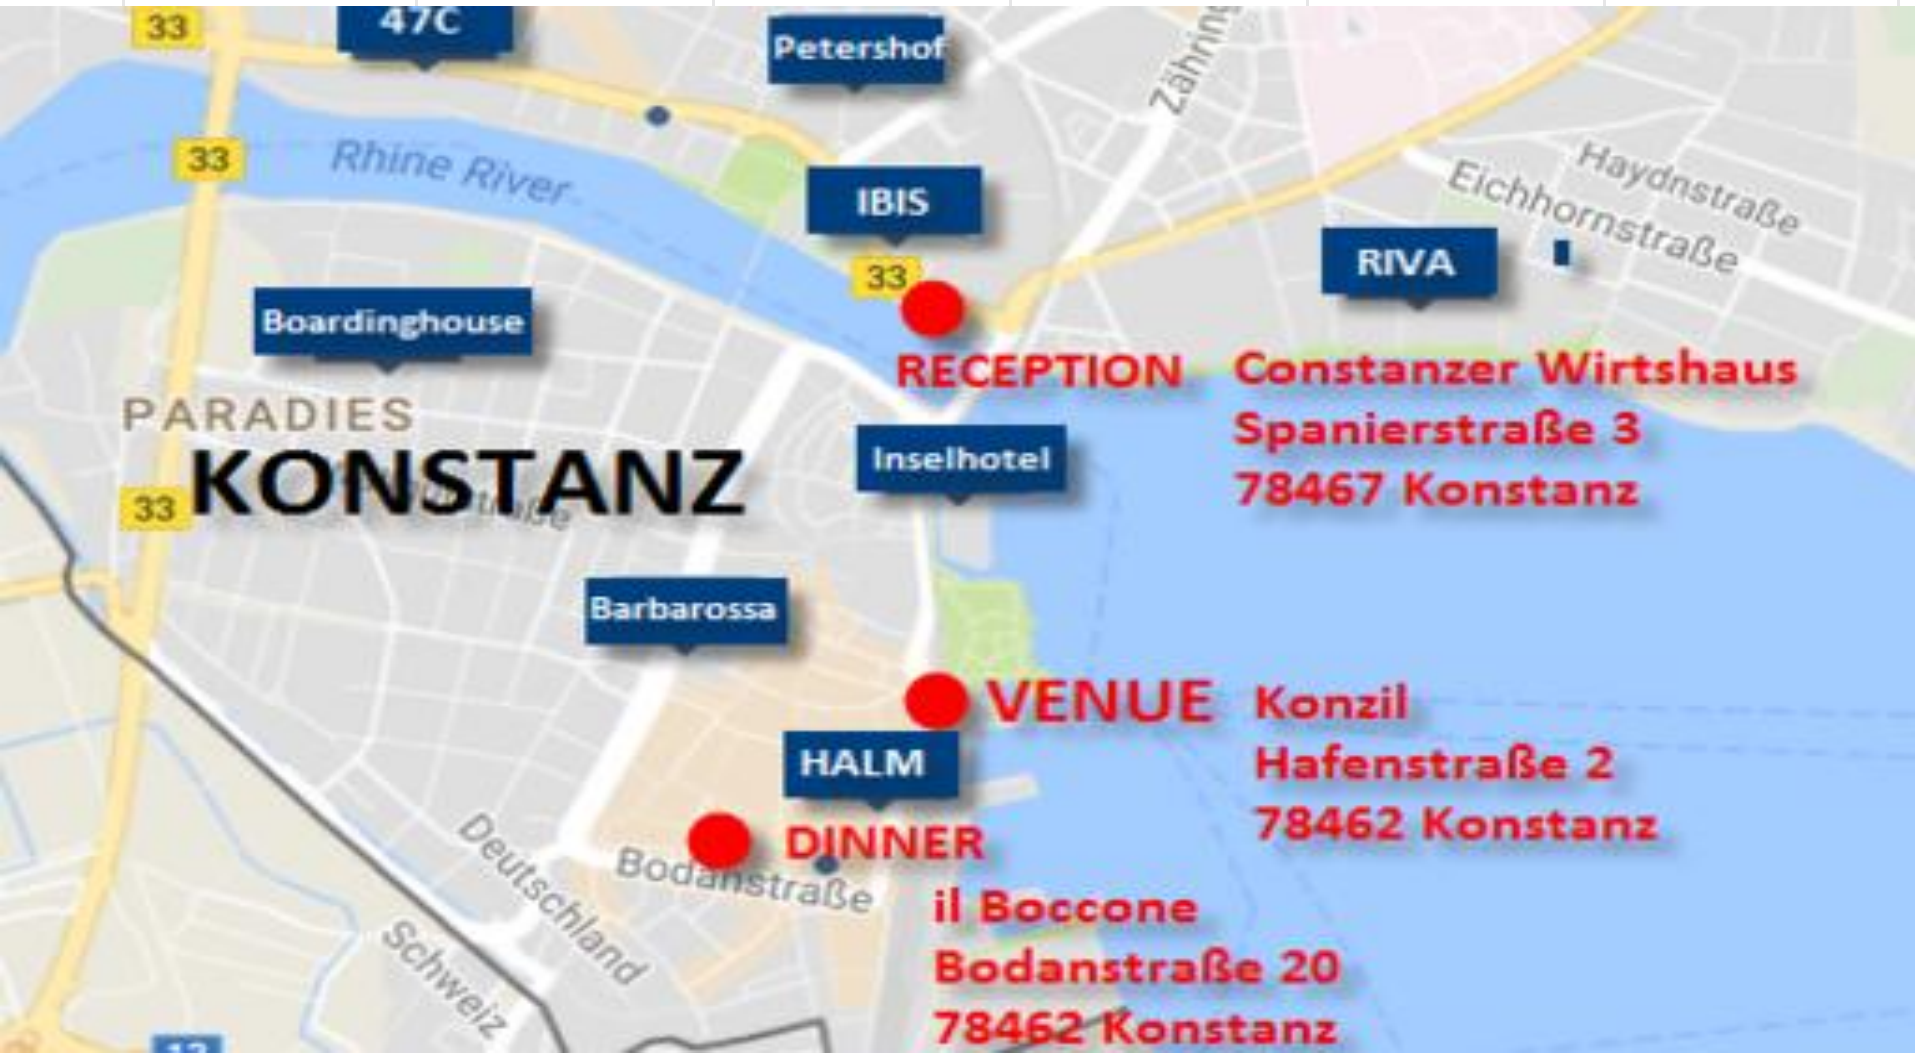 33
47C
Petershof
Zähring
33
Rhine River
IBIS
Haydnstraße
Eichhornstraße
RIVA
33
Boardinghouse
RECEPTION
Constanzer Wirtshaus
Spanierstraße 3
78467 Konstanz
PARADIES
KONSTANZ
33
straße
Inselhotel
Barbarossa
VENUE
Konzil
Hafenstraße 2
78462 Konstanz
HALM
DINNER
Bodanstraße
il Boccone
Bodanstraße 20
78462 Konstanz
Deutschland
Schweiz